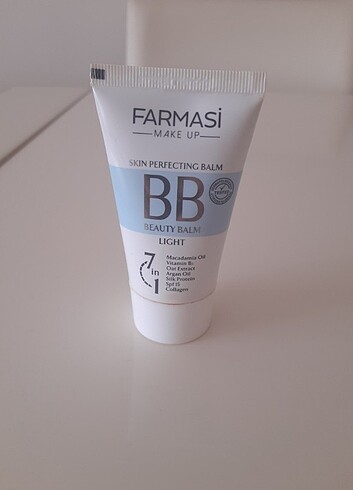 FARMASİ
MAKE UP
SKIN PERFECTING BALM
BB
BEAUTY BALM
LIGHT
7 in 1
Macadamia Oil
Vitamin B5
Oat Extract
Argan Oil
Silk Protein
Spf 15
Collagen